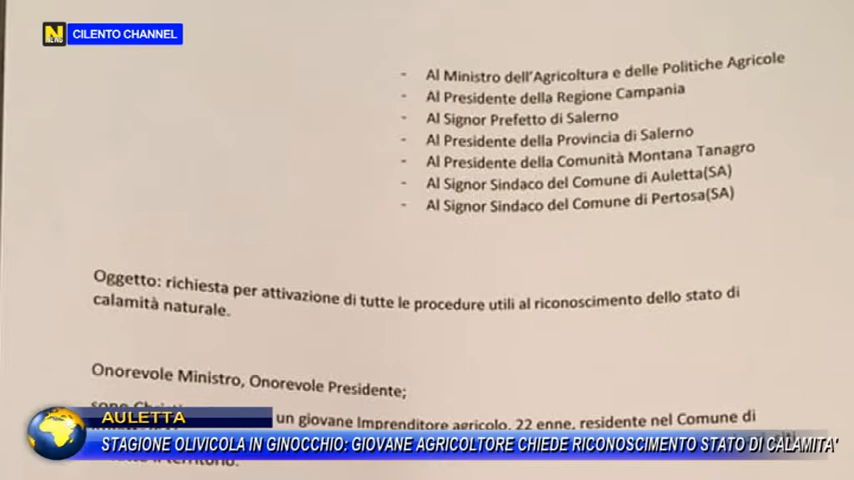 CILENTO CHANNEL
- Al Ministro dell'Agricoltura e delle Politiche Agricole
- Al Presidente della Regione Campania
- Al Signor Prefetto di Salerno
- Al Presidente della Provincia di Salerno
- Al Presidente della Comunità Montana Tanagro
- Al Signor Sindaco del Comune di Auletta(SA)
- Al Signor Sindaco del Comune di Pertosa(SA)
Oggetto: richiesta per attivazione di tutte le procedure utili al riconoscimento dello stato di
calamità naturale.
Onorevole Ministro, Onorevole Presidente;
sono un giovane Imprenditore agricolo, 22 enne, residente nel Comune di
AULETTA
STAGIONE OLIVICOLA IN GINOCCHIO: GIOVANE AGRICOLTORE CHIEDE RICONOSCIMENTO STATO DI CALAMITA'
territorio.